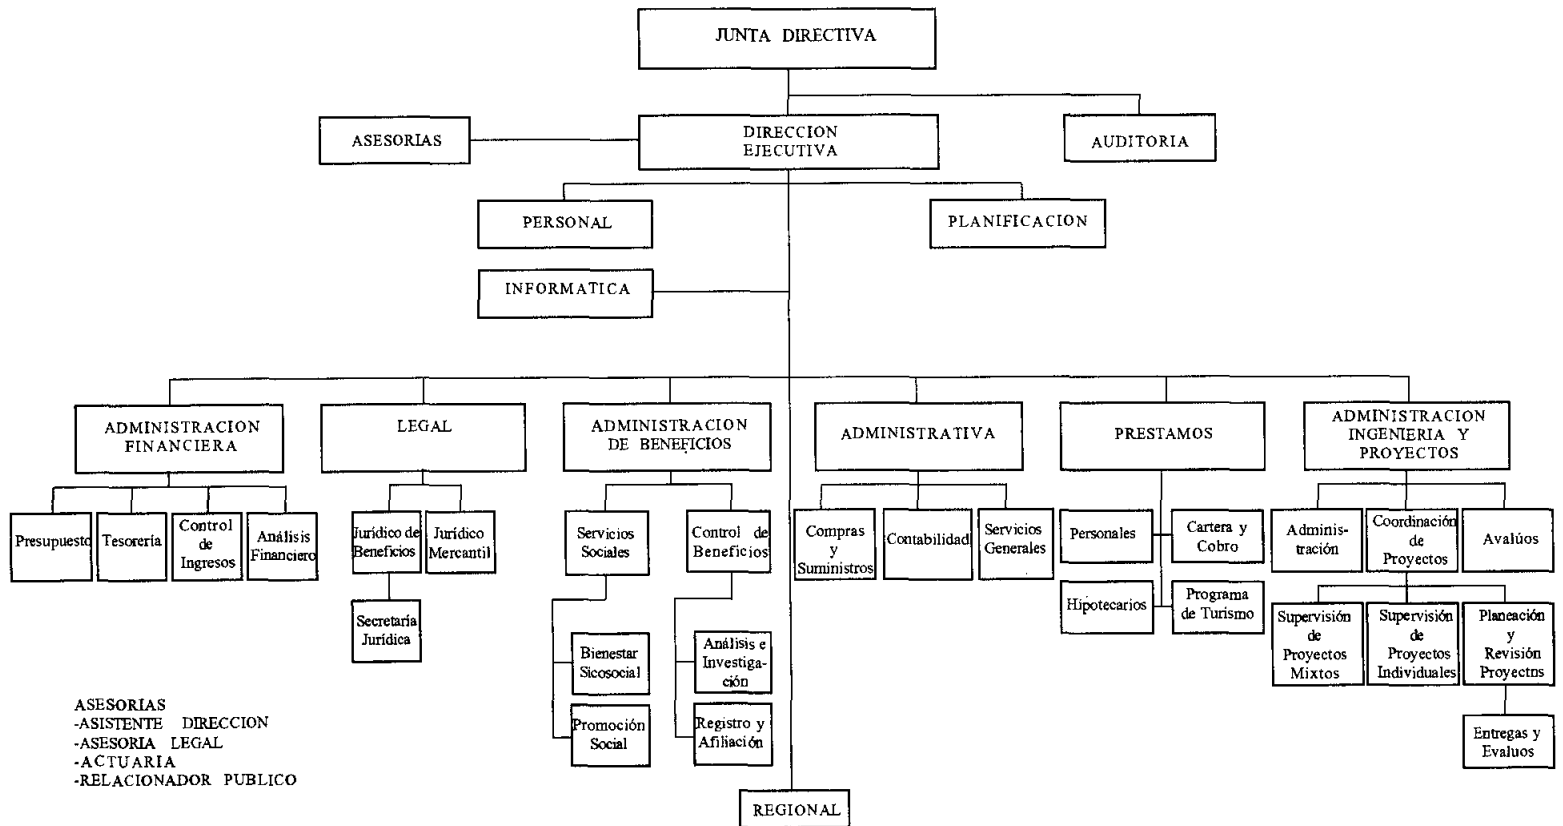 JUNTA DIRECTIVA
ASESORIAS
DIRECCION
EJECUTIVA
AUDITORIA
PERSONAL
PLANIFICACION
INFORMATICA
ADMINISTRACION
FINANCIERA
LEGAL
ADMINISTRACION
DE BENEFICIOS
ADMINISTRATIVA
PRESTAMOS
ADMINISTRACION
INGENIERIA Y
PROYECTOS
Presupuesto
Tesorería
Control
de
Ingresos
Análisis
Financiero
Jurídico de
Beneficios
Jurídico
Mercantil
Secretaría
Jurídica
Servicios
Sociales
Control de
Beneficios
Bienestar
Sicosocial
Promoción
Social
Análisis e
Investiga-
ción
Registro y
Afiliación
Compras
y
Suministros
Contabilidad
Servicios
Generales
Personales
Cartera y
Cobro
Hipotecarios
Programa
de Turismo
Adminis-
tración
Coordinación
de
Proyectos
Avalúos
Supervisión
de
Proyectos
Mixtos
Supervisión
de
Proyectos
Individuales
Planeación
y
Revisión
Proyectns
Entregas y
Evaluos
ASESORIAS
-ASISTENTE DIRECCION
-ASESORIA LEGAL
-ACTUARIA
-RELACIONADOR PUBLICO
REGIONAL